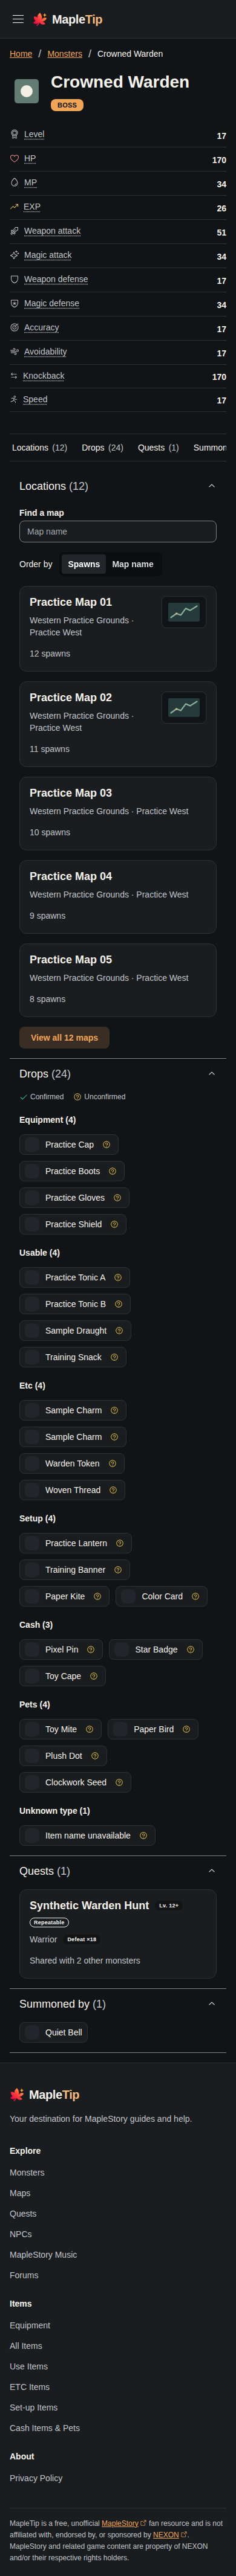 MapleTip
Home / Monsters / Crowned Warden
Crowned Warden
BOSS
Level 17
HP 170
MP 34
EXP 26
Weapon attack 51
Magic attack 34
Weapon defense 17
Magic defense 34
Accuracy 17
Avoidability 17
Knockback 170
Speed 17
Locations (12) Drops (24) Quests (1) Summon
Locations (12)
Find a map
Map name
Order by Spawns Map name
Practice Map 01
Western Practice Grounds ·
Practice West
12 spawns
Practice Map 02
Western Practice Grounds ·
Practice West
11 spawns
Practice Map 03
Western Practice Grounds · Practice West
10 spawns
Practice Map 04
Western Practice Grounds · Practice West
9 spawns
Practice Map 05
Western Practice Grounds · Practice West
8 spawns
View all 12 maps
Drops (24)
Confirmed Unconfirmed
Equipment (4)
Practice Cap
Practice Boots
Practice Gloves
Practice Shield
Usable (4)
Practice Tonic A
Practice Tonic B
Sample Draught
Training Snack
Etc (4)
Sample Charm
Sample Charm
Warden Token
Woven Thread
Setup (4)
Practice Lantern
Training Banner
Paper Kite Color Card
Cash (3)
Pixel Pin Star Badge
Toy Cape
Pets (4)
Toy Mite Paper Bird
Plush Dot
Clockwork Seed
Unknown type (1)
Item name unavailable
Quests (1)
Synthetic Warden Hunt Lv. 12+
Repeatable
Warrior Defeat ×18
Shared with 2 other monsters
Summoned by (1)
Quiet Bell
MapleTip
Your destination for MapleStory guides and help.
Explore
Monsters
Maps
Quests
NPCs
MapleStory Music
Forums
Items
Equipment
All Items
Use Items
ETC Items
Set-up Items
Cash Items & Pets
About
Privacy Policy
MapleTip is a free, unofficial MapleStory fan resource and is not
affiliated with, endorsed by, or sponsored by NEXON.
MapleStory and related game content are property of NEXON
and/or their respective rights holders.